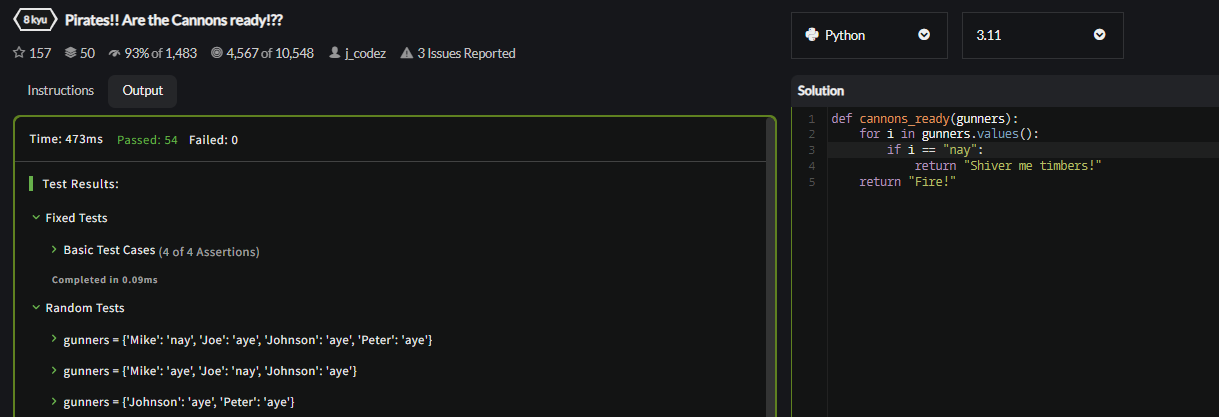 8 kyu Pirates!! Are the Cannons ready!??
157 50 93% of 1,483 4,567 of 10,548 j_codez 3 Issues Reported
Instructions Output
Time: 473ms Passed: 54 Failed: 0
Test Results:
Fixed Tests
Basic Test Cases (4 of 4 Assertions)
Completed in 0.09ms
Random Tests
gunners = {'Mike': 'nay', 'Joe': 'aye', 'Johnson': 'aye', 'Peter': 'aye'}
gunners = {'Mike': 'aye', 'Joe': 'nay', 'Johnson': 'aye'}
gunners = {'Johnson': 'aye', 'Peter': 'aye'}
Python 3.11
Solution
1 def cannons_ready(gunners):
2     for i in gunners.values():
3         if i == "nay":
4             return "Shiver me timbers!"
5     return "Fire!"